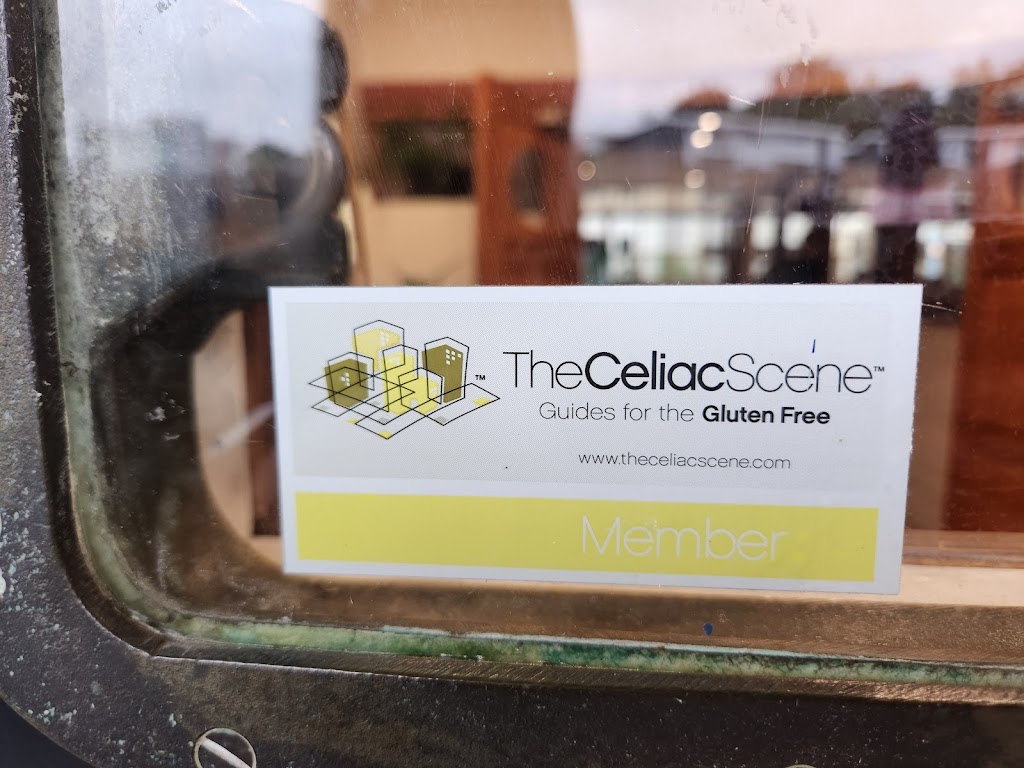 TheCeliacScene™
Guides for the Gluten Free
www.theceliacscene.com
Member